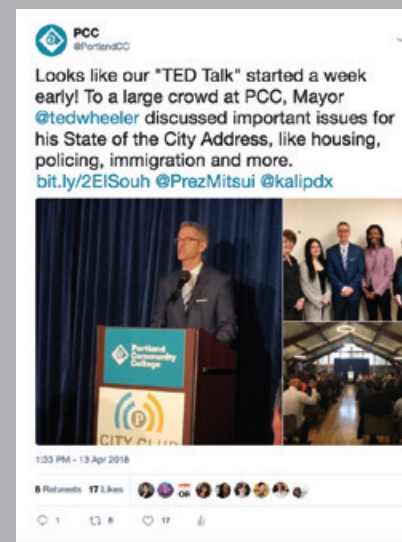 PCC
@PortlandCC
Looks like our "TED Talk" started a week
early! To a large crowd at PCC, Mayor
@tedwheeler discussed important issues for
his State of the City Address, like housing,
policing, immigration and more.
bit.ly/2ElSouh @PrezMitsui @kalipdx
Portland
Community
College
P
CITY CLUB
1:33 PM - 13 Apr 2018
8 Retweets 17 Likes
OR
1 8 17